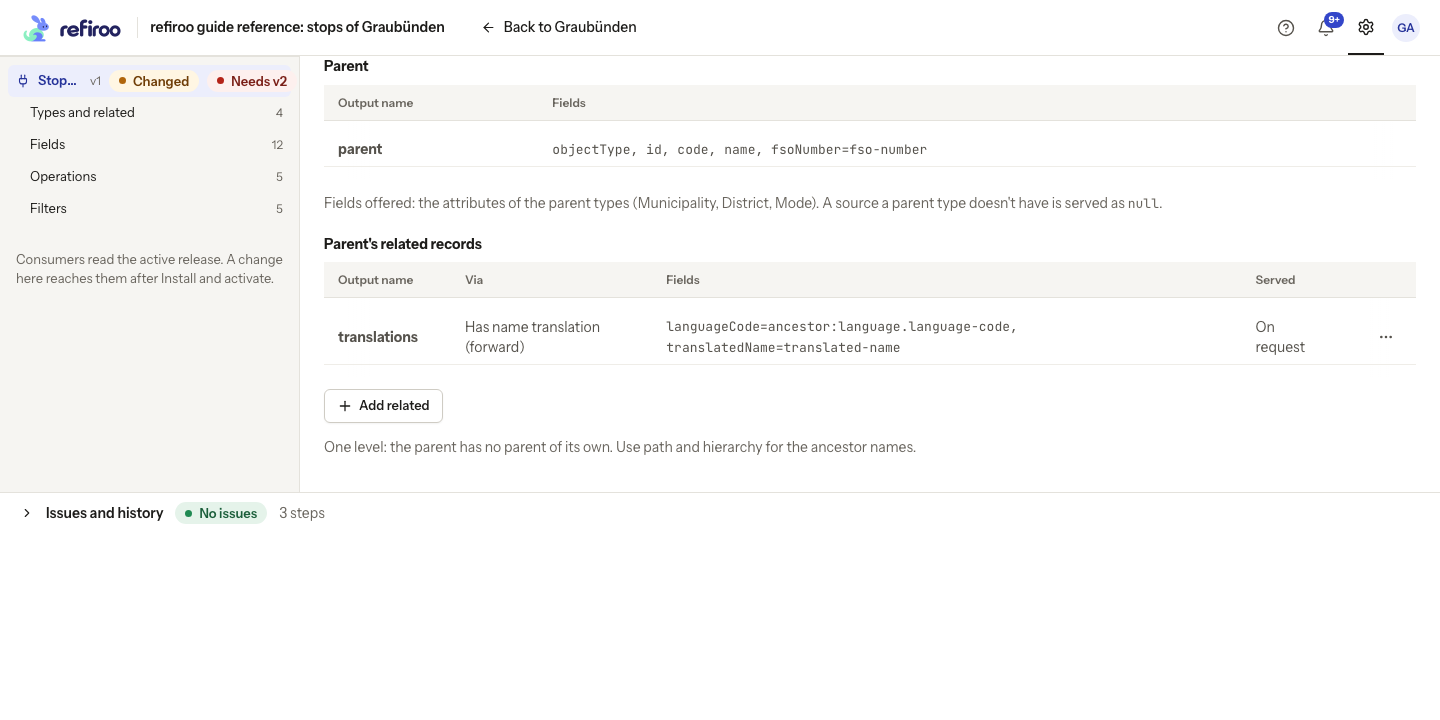 refiroo
refiroo guide reference: stops of Graubünden
← Back to Graubünden
9+
GA
Stop... v1 Changed Needs v2
Types and related 4
Fields 12
Operations 5
Filters 5
Consumers read the active release. A change
here reaches them after Install and activate.
Parent
Output name Fields
parent objectType, id, code, name, fsoNumber=fso-number
Fields offered: the attributes of the parent types (Municipality, District, Mode). A source a parent type doesn't have is served as null.
Parent's related records
Output name Via Fields Served
translations Has name translation (forward) languageCode=ancestor:language.language-code, translatedName=translated-name On request ...
+ Add related
One level: the parent has no parent of its own. Use path and hierarchy for the ancestor names.
Issues and history No issues 3 steps